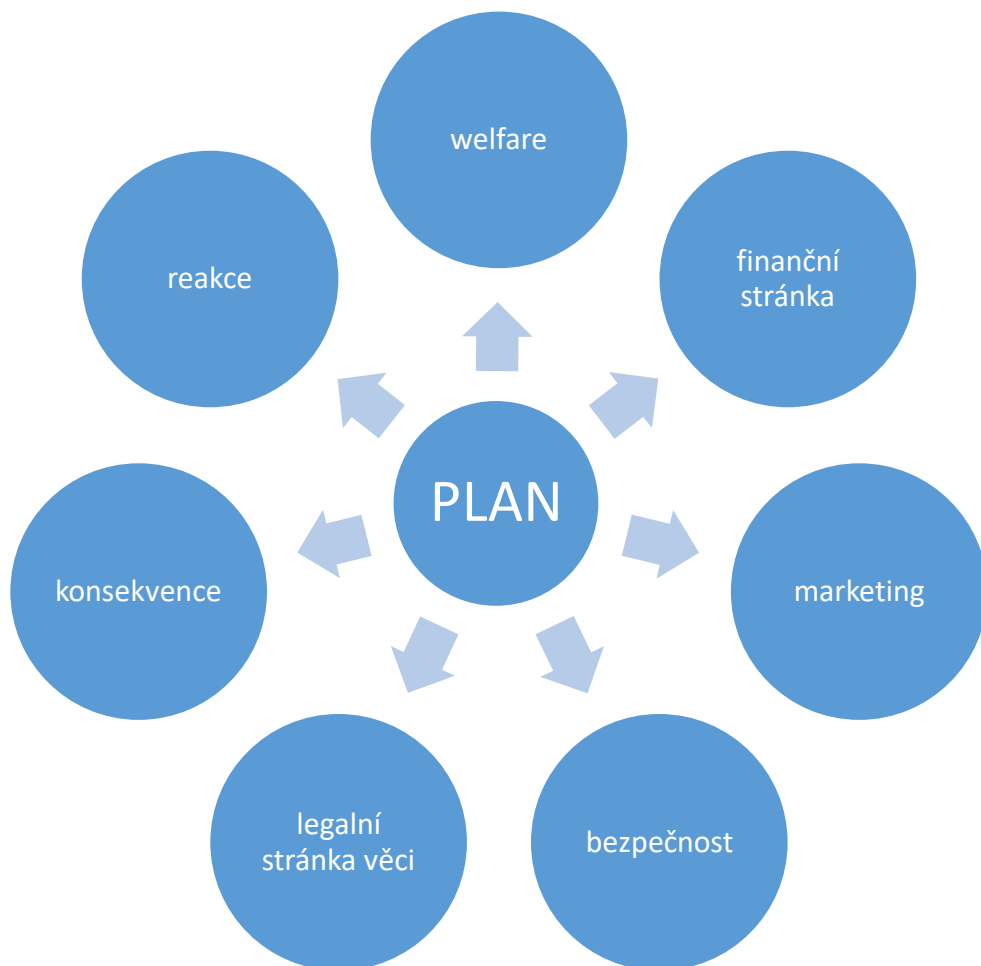 welfare
finanční
stránka
marketing
bezpečnost
legalní
stránka věci
konsekvence
reakce
PLAN